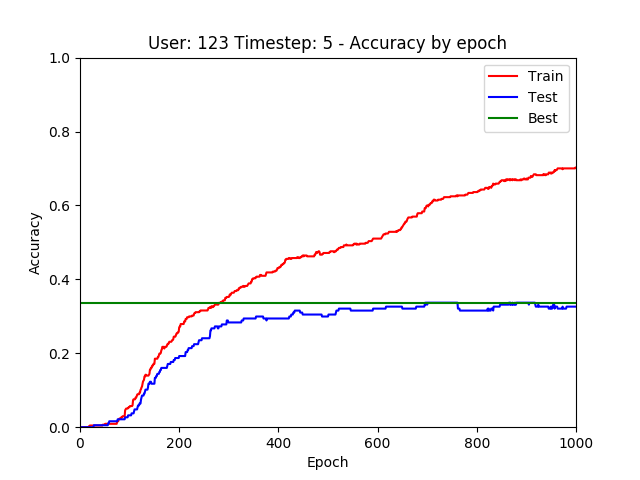 User: 123 Timestep: 5 - Accuracy by epoch
1.0
0.8
0.6
0.4
0.2
0.0
Accuracy
Train
Test
Best
0 200 400 600 800 1000
Epoch